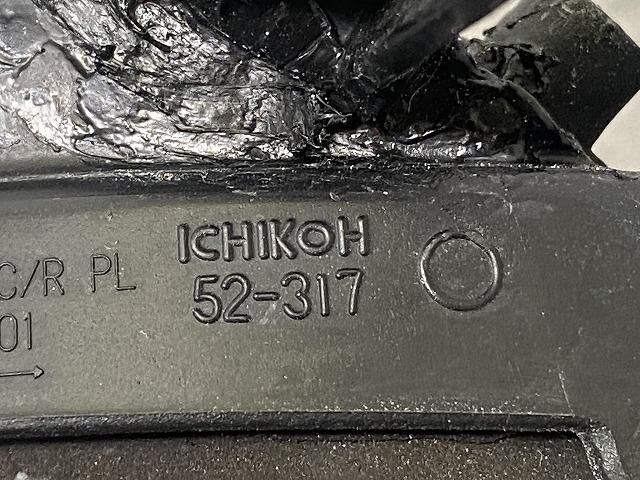 ICHIKOH
52-317
C/R PL
01